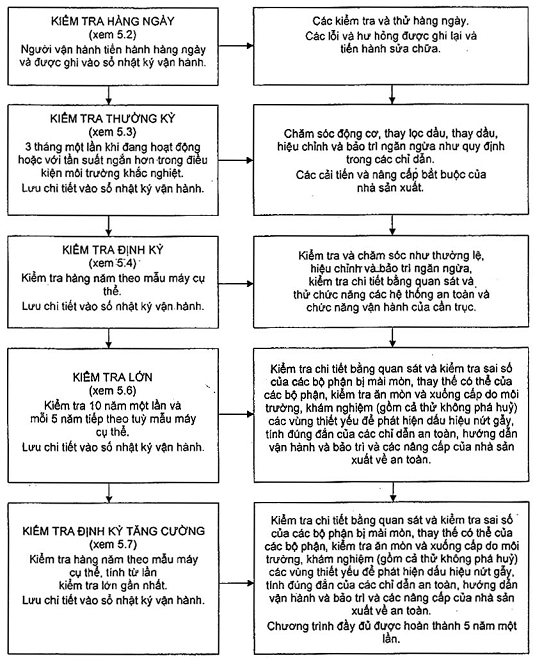 KIỂM TRA HÀNG NGÀY
(xem 5.2)
Người vận hành tiến hành hàng ngày
và được ghi vào sổ nhật ký vận hành.
Các kiểm tra và thử hàng ngày.
Các lỗi và hư hỏng được ghi lại và
tiến hành sửa chữa.
KIỂM TRA THƯỜNG KỲ
(xem 5.3)
3 tháng một lần khi đang hoạt động
hoặc với tần suất ngắn hơn trong điều
kiện môi trường khắc nghiệt.
Lưu chi tiết vào sổ nhật ký vận hành.
Chăm sóc động cơ, thay lọc dầu, thay dầu,
hiệu chỉnh và bảo trì ngăn ngừa như quy định
trong các chỉ dẫn.
Các cải tiến và nâng cấp bắt buộc của
nhà sản xuất.
KIỂM TRA ĐỊNH KỲ
(xem 5.4)
Kiểm tra hàng năm theo mẫu máy cụ
thể.
Lưu chi tiết vào sổ nhật ký vận hành.
Kiểm tra và chăm sóc như thường lệ,
hiệu chỉnh và bảo trì ngăn ngừa,
kiểm tra chi tiết bằng quan sát và
thử chức năng các hệ thống an toàn và
chức năng vận hành của cần trục.
KIỂM TRA LỚN
(xem 5.6)
Kiểm tra 10 năm một lần và
mỗi 5 năm tiếp theo tuỳ mẫu máy
cụ thể.
Lưu chi tiết vào sổ nhật ký vận hành.
Kiểm tra chi tiết bằng quan sát và kiểm tra sai số
của các bộ phận bị mài mòn, thay thế có thể của
các bộ phận, kiểm tra ăn mòn và xuống cấp do môi
trường, khám nghiệm (gồm cả thử không phá huỷ)
các vùng thiết yếu để phát hiện dấu hiệu nứt gẫy,
tính đúng đắn của các chỉ dẫn an toàn, hướng dẫn
vận hành và bảo trì và các nâng cấp của nhà sản
xuất về an toàn.
KIỂM TRA ĐỊNH KỲ TĂNG CƯỜNG
(xem 5.7)
Kiểm tra hàng năm theo mẫu máy
cụ thể, tính từ lần
kiểm tra lớn gần nhất.
Lưu chi tiết vào sổ nhật ký vận hành.
Kiểm tra chi tiết bằng quan sát và kiểm tra sai số
của các bộ phận bị mài mòn, thay thế có thể của
các bộ phận, kiểm tra ăn mòn và xuống cấp do môi
trường, khám nghiệm (gồm cả thử không phá huỷ)
các vùng thiết yếu để phát hiện dấu hiệu nứt gẫy,
tính đúng đắn của các chỉ dẫn an toàn, hướng dẫn
vận hành và bảo trì và các nâng cấp của nhà sản
xuất về an toàn.
Chương trình đầy đủ được hoàn thành 5 năm một
lần.